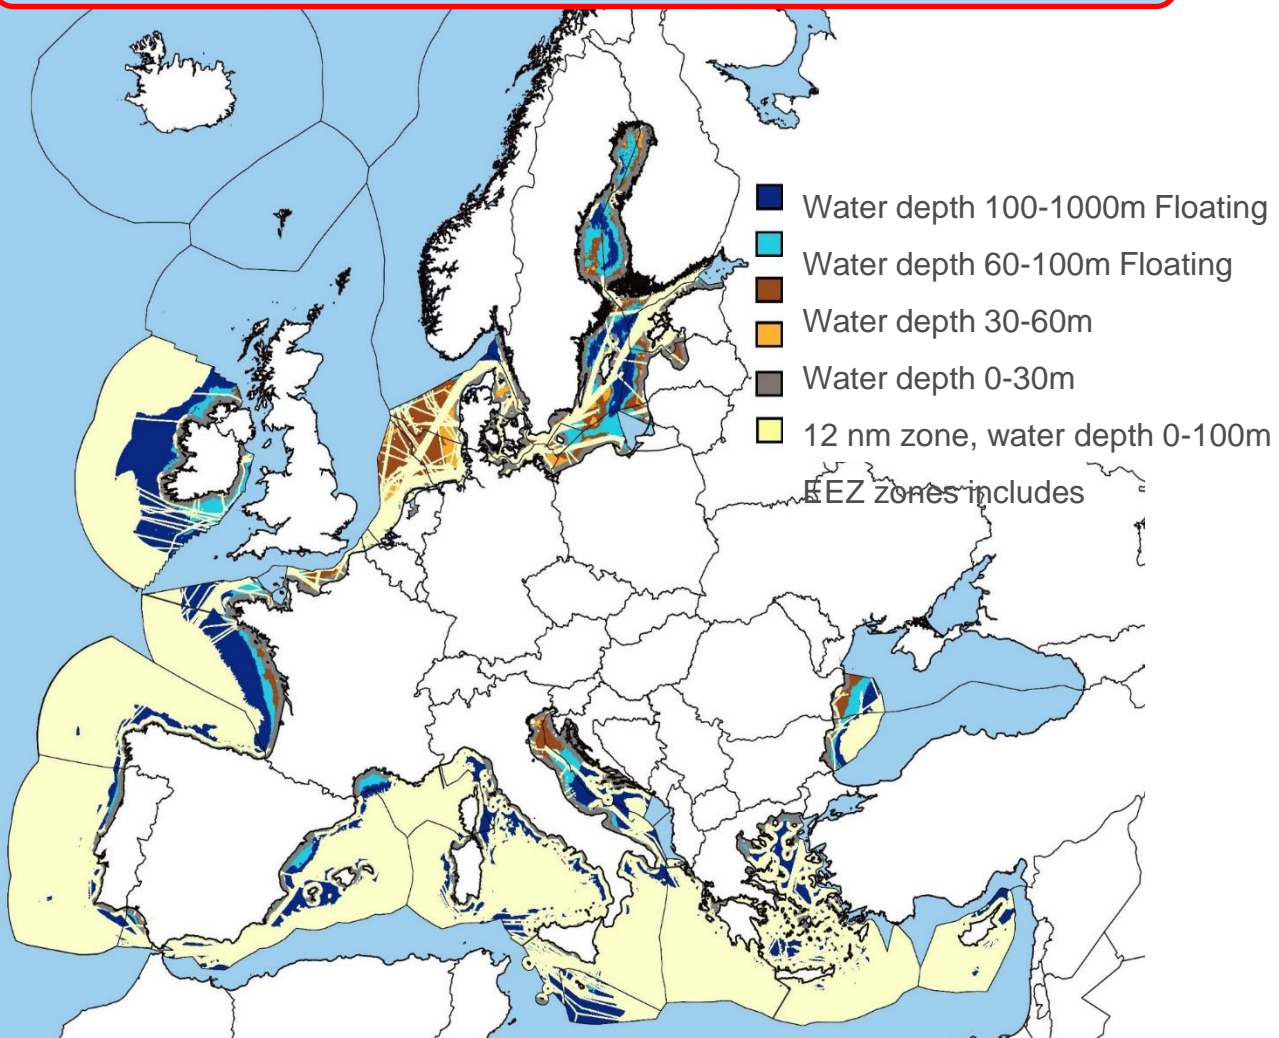 Water depth 100-1000m Floating
Water depth 60-100m Floating
Water depth 30-60m
Water depth 0-30m
12 nm zone, water depth 0-100m
EEZ zones includes